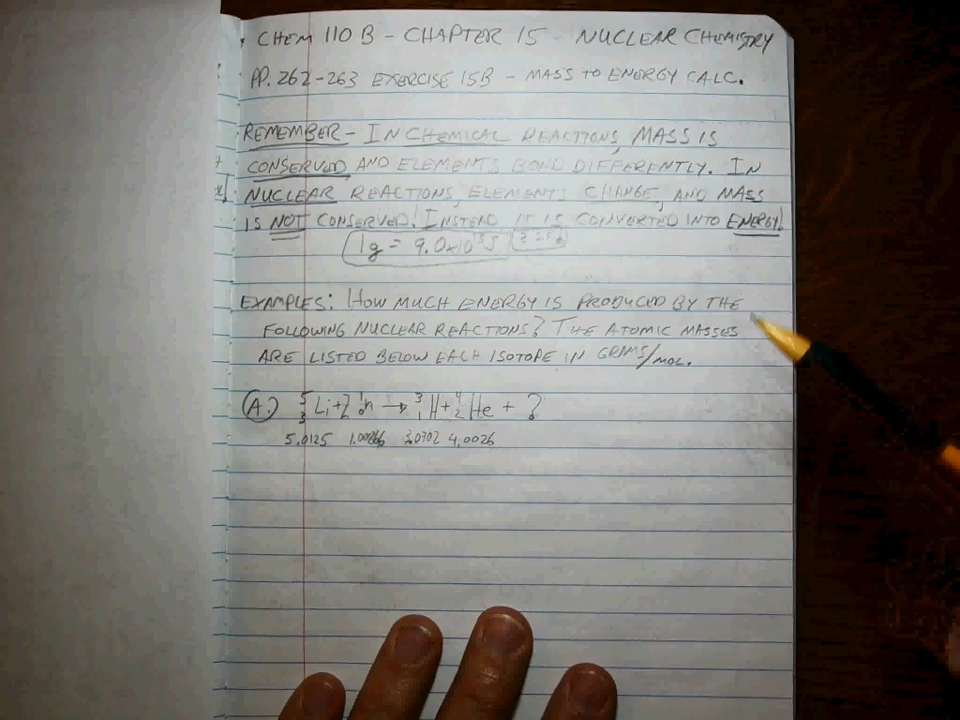 CHEM 110B - CHAPTER 15 - NUCLEAR CHEMISTRY
PP. 262-263 EXERCISE 15B - MASS TO ENERGY CALC.
REMEMBER - IN CHEMICAL REACTIONS, MASS IS
CONSERVED, AND ELEMENTS BOND DIFFERENTLY. IN
NUCLEAR REACTIONS, ELEMENTS CHANGE, AND MASS
IS NOT CONSERVED! INSTEAD IT IS CONVERTED INTO ENERGY!
1g = 9.0x10¹³J
EXAMPLES: HOW MUCH ENERGY IS PRODUCED BY THE
FOLLOWING NUCLEAR REACTIONS? THE ATOMIC MASSES
ARE LISTED BELOW EACH ISOTOPE IN GRAMS/MOL.
A.) ⁵₃Li + 2 ¹₀n → ³₁H + ⁴₂He + ?
5.0125 1.00866 3.0702 4.0026